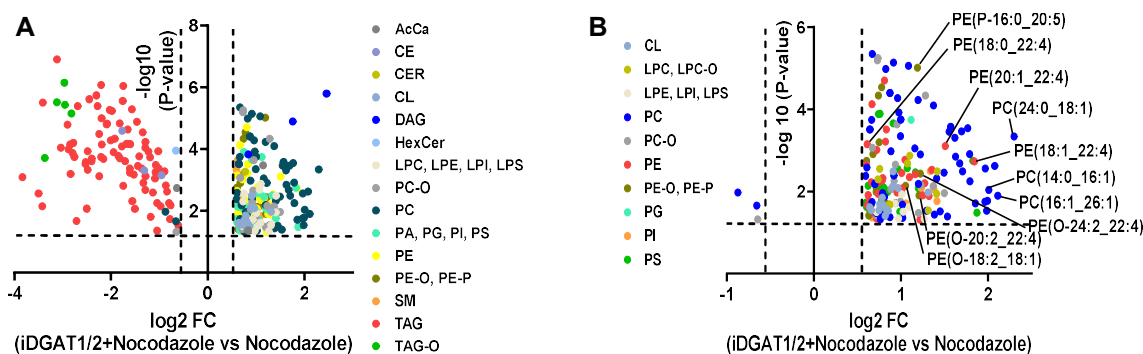 A
-log10
(P-value)
8
6
4
2
-4
-2
0
2
log2 FC
(iDGAT1/2+Nocodazole vs Nocodazole)
AcCa
CE
CER
CL
DAG
HexCer
LPC, LPE, LPI, LPS
PC-O
PC
PA, PG, PI, PS
PE
PE-O, PE-P
SM
TAG
TAG-O
B
CL
LPC, LPC-O
LPE, LPI, LPS
PC
PC-O
PE
PE-O, PE-P
PG
PI
PS
-log 10 (P-value)
6
4
2
-1
0
1
2
log2 FC
(iDGAT1/2+Nocodazole vs Nocodazole)
PE(P-16:0_20:5)
PE(18:0_22:4)
PE(20:1_22:4)
PC(24:0_18:1)
PE(18:1_22:4)
PC(14:0_16:1)
PC(16:1_26:1)
PE(O-24:2_22:4)
PE(O-20:2_22:4)
PE(O-18:2_18:1)